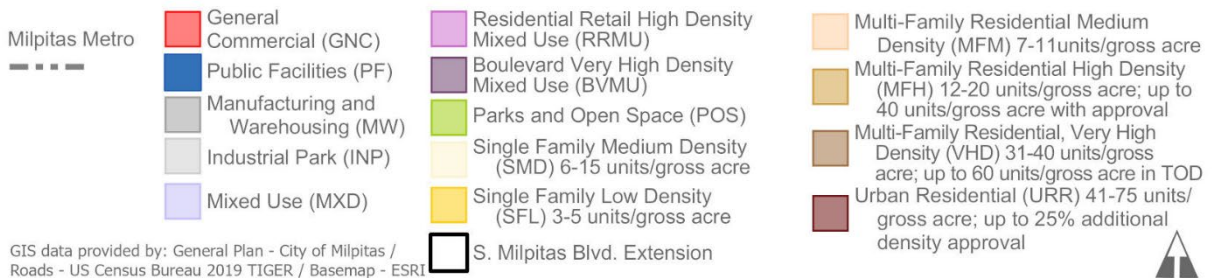 Milpitas Metro
General
Commercial (GNC)
Public Facilities (PF)
Manufacturing and
Warehousing (MW)
Industrial Park (INP)
Mixed Use (MXD)
GIS data provided by: General Plan - City of Milpitas /
Roads - US Census Bureau 2019 TIGER / Basemap - ESRI
Residential Retail High Density
Mixed Use (RRMU)
Boulevard Very High Density
Mixed Use (BVMU)
Parks and Open Space (POS)
Single Family Medium Density
(SMD) 6-15 units/gross acre
Single Family Low Density
(SFL) 3-5 units/gross acre
S. Milpitas Blvd. Extension
Multi-Family Residential Medium
Density (MFM) 7-11units/gross acre
Multi-Family Residential High Density
(MFH) 12-20 units/gross acre; up to
40 units/gross acre with approval
Multi-Family Residential, Very High
Density (VHD) 31-40 units/gross
acre; up to 60 units/gross acre in TOD
Urban Residential (URR) 41-75 units/
gross acre; up to 25% additional
density approval